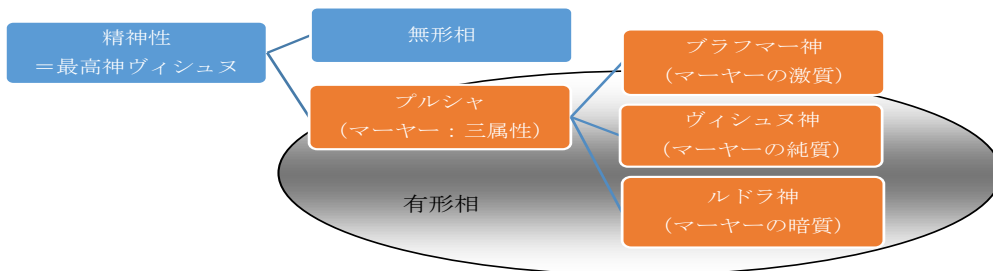 精神性
＝最高神ヴィシュヌ
無形相
プルシャ
（マーヤー：三属性）
ブラフマー神
（マーヤーの激質）
ヴィシュヌ神
（マーヤーの純質）
ルドラ神
（マーヤーの暗質）
有形相